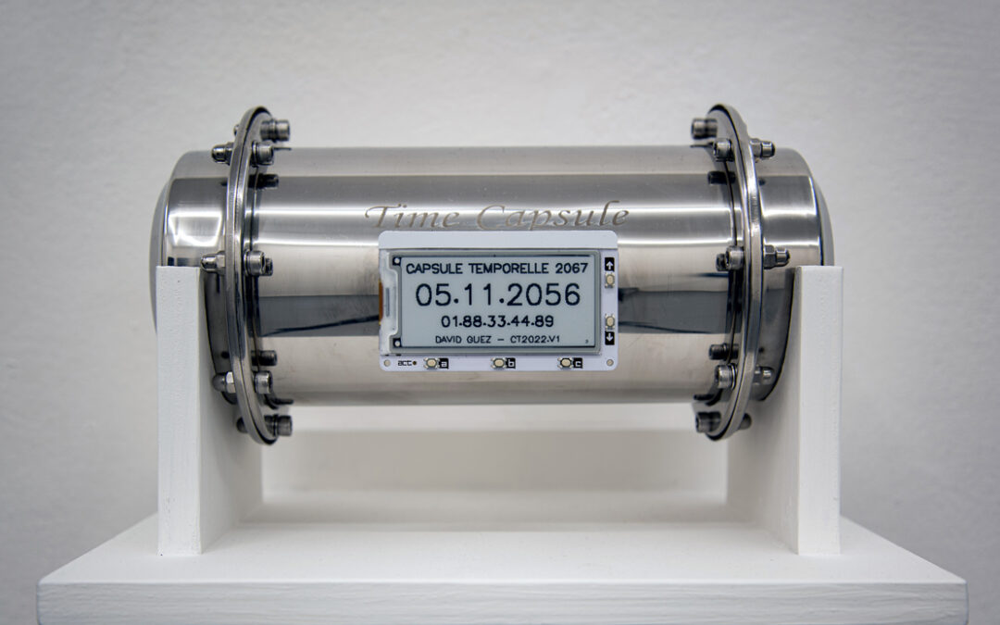 Time Capsule
CAPSULE TEMPORELLE 2067
05.11.2056
01.88.33.44.89
DAVID GUEZ - CT2022.V1
act a b c